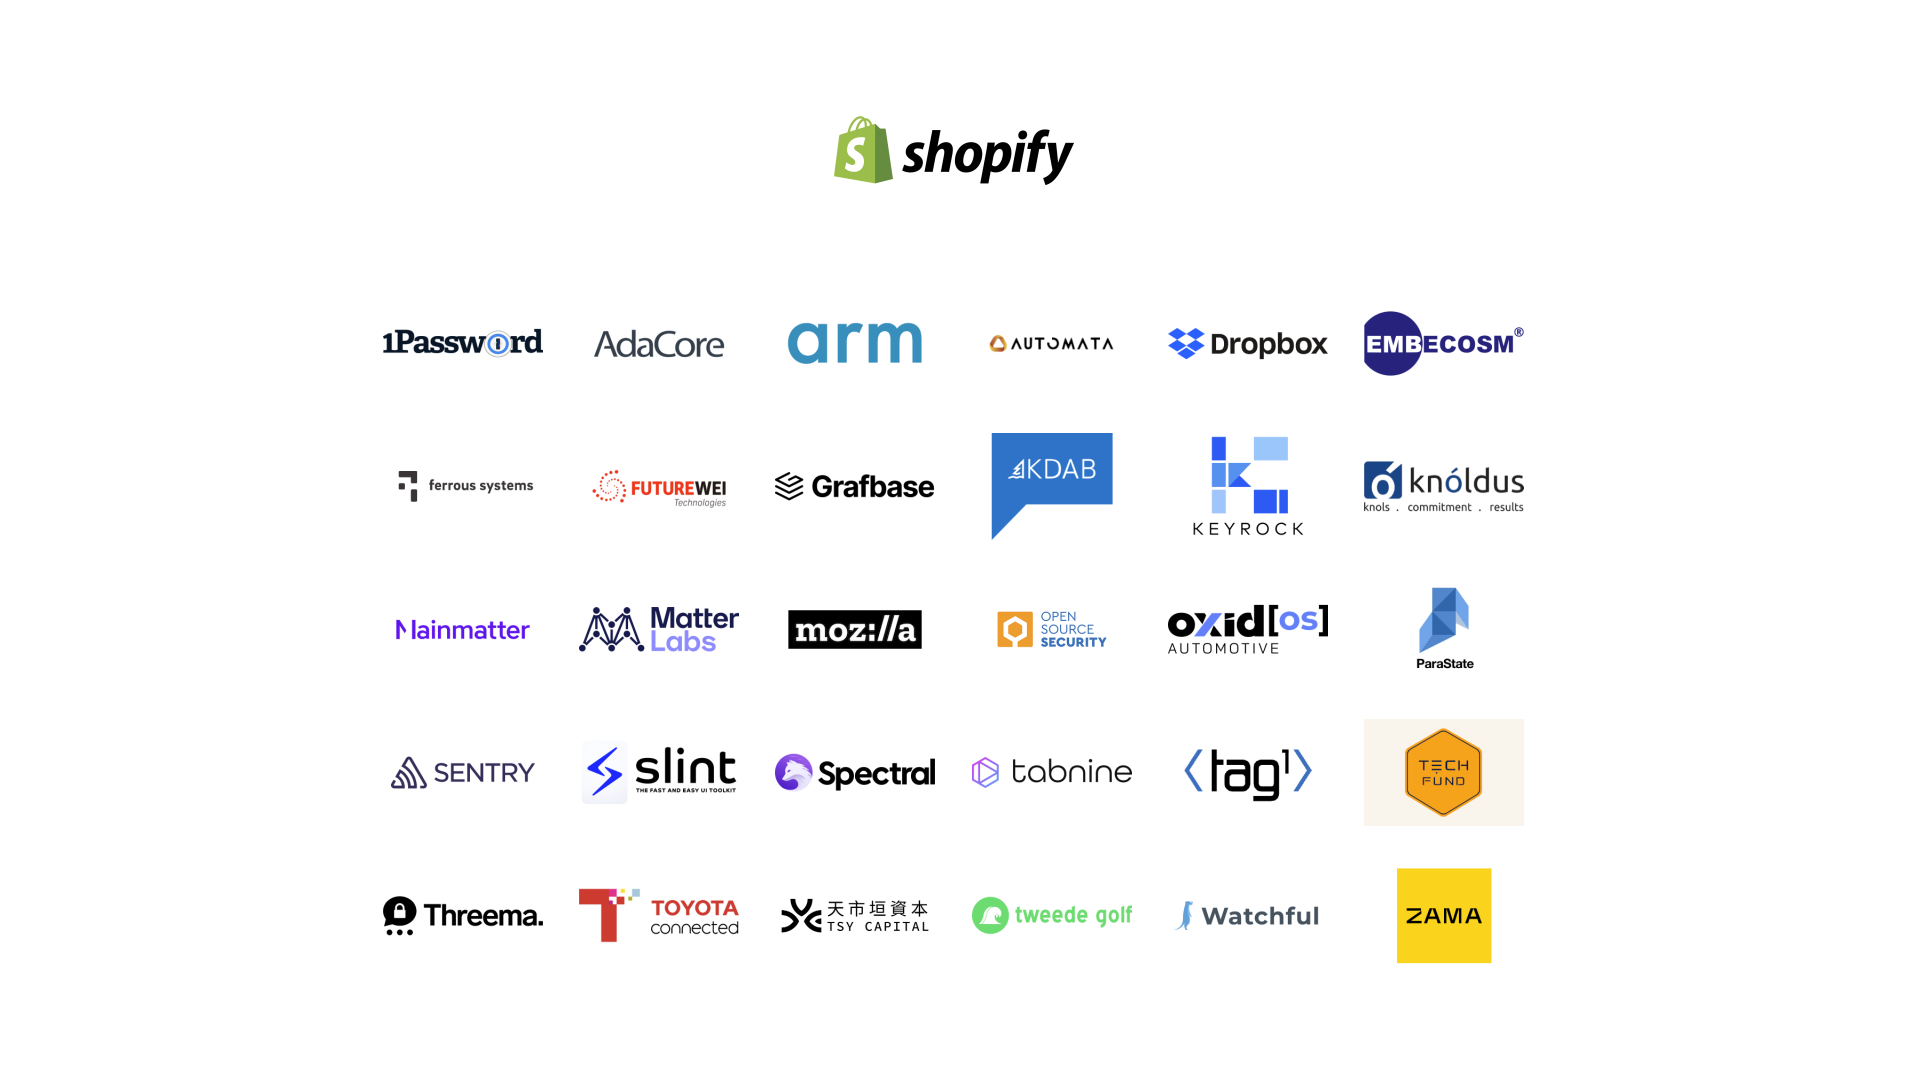 shopify
1Password
AdaCore
arm
AUTOMATA
Dropbox
EMBECOSM®
ferrous systems
FUTUREWEI
Technologies
Grafbase
KDAB
KEYROCK
knóldus
knols . commitment . results
Mainmatter
Matter
Labs
moz://a
OPEN
SOURCE
SECURITY
oxid[os]
AUTOMOTIVE
ParaState
SENTRY
slint
THE FAST AND EASY UI TOOLKIT
Spectral
tabnine
<tag1>
TECH
FUND
Threema.
TOYOTA
connected
天市垣資本
TSY CAPITAL
tweede golf
Watchful
ZAMA